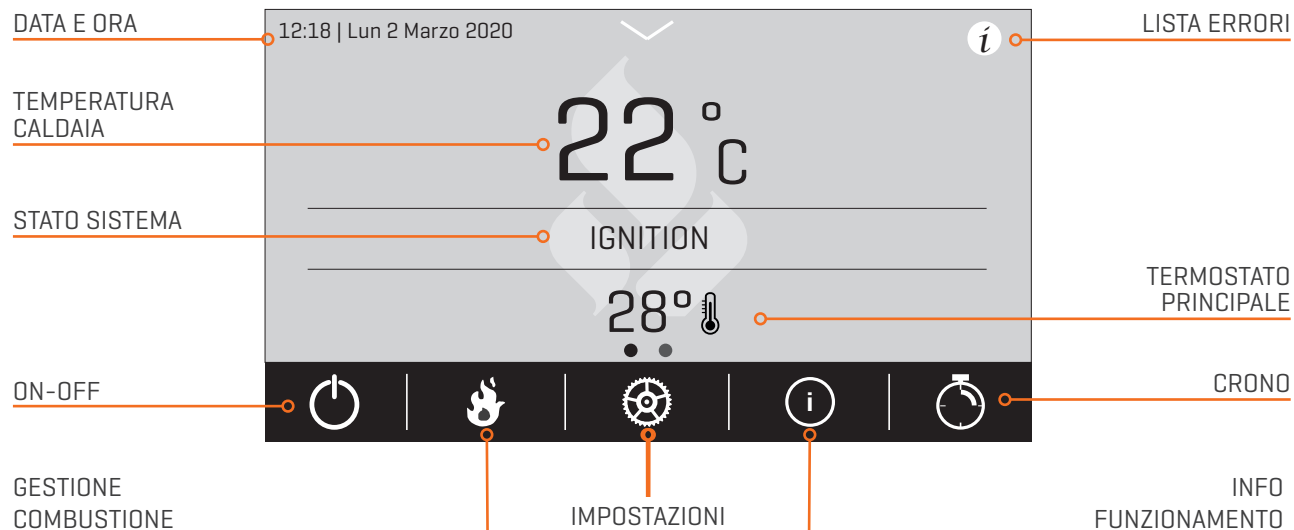 DATA E ORA
12:18 | Lun 2 Marzo 2020
i
LISTA ERRORI
TEMPERATURA
CALDAIA
22°C
STATO SISTEMA
IGNITION
TERMOSTATO
PRINCIPALE
28°
ON-OFF
i
CRONO
GESTIONE
COMBUSTIONE
IMPOSTAZIONI
INFO
FUNZIONAMENTO